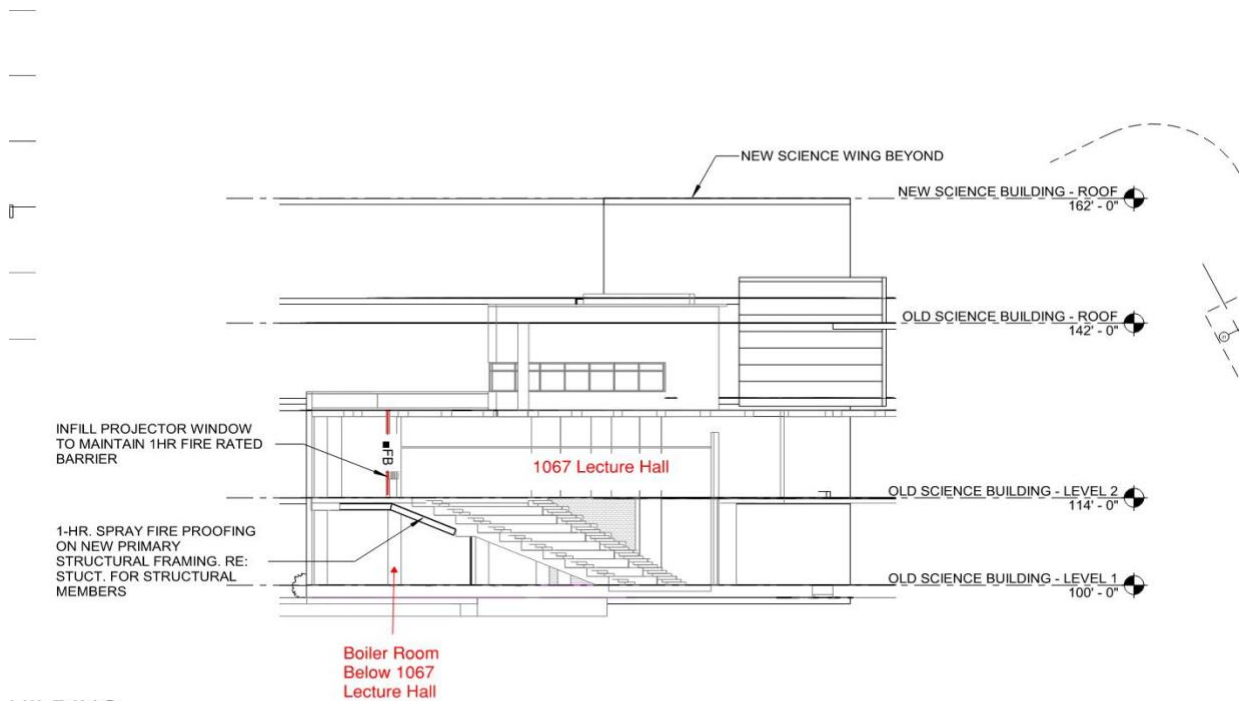 NEW SCIENCE WING BEYOND
NEW SCIENCE BUILDING - ROOF
162' - 0"
OLD SCIENCE BUILDING - ROOF
142' - 0"
INFILL PROJECTOR WINDOW
TO MAINTAIN 1HR FIRE RATED
BARRIER
FB
1067 Lecture Hall
OLD SCIENCE BUILDING - LEVEL 2
114' - 0"
1-HR. SPRAY FIRE PROOFING
ON NEW PRIMARY
STRUCTURAL FRAMING. RE:
STUCT. FOR STRUCTURAL
MEMBERS
OLD SCIENCE BUILDING - LEVEL 1
100' - 0"
Boiler Room
Below 1067
Lecture Hall